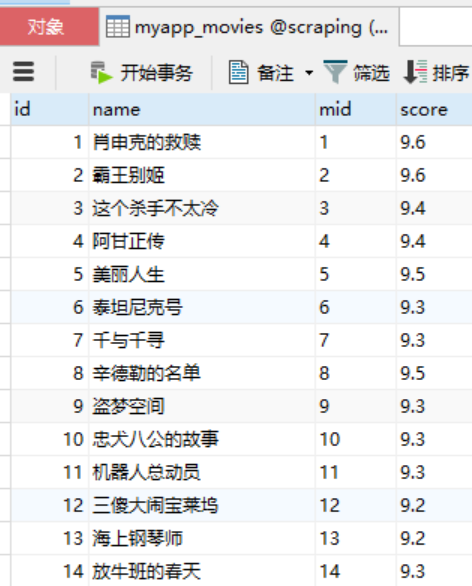 对象 myapp_movies @scraping (...
开始事务 备注 筛选 排序
id name mid score
1 肖申克的救赎 1 9.6
2 霸王别姬 2 9.6
3 这个杀手不太冷 3 9.4
4 阿甘正传 4 9.4
5 美丽人生 5 9.5
6 泰坦尼克号 6 9.3
7 千与千寻 7 9.3
8 辛德勒的名单 8 9.5
9 盗梦空间 9 9.3
10 忠犬八公的故事 10 9.3
11 机器人总动员 11 9.3
12 三傻大闹宝莱坞 12 9.2
13 海上钢琴师 13 9.2
14 放牛班的春天 14 9.3